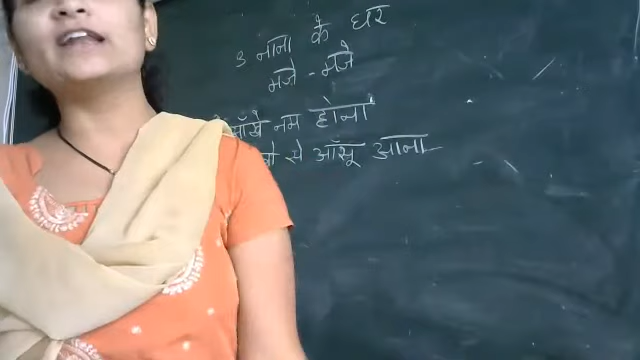 3 नाना के घर
मजे - मजे
आँखे नम होना
से आँसू आना